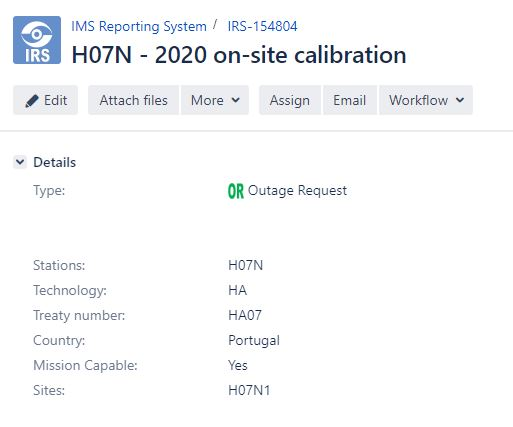 IRS
IMS Reporting System / IRS-154804
H07N - 2020 on-site calibration
Edit Attach files More Assign Email Workflow
Details
Type: OR Outage Request
Stations: H07N
Technology: HA
Treaty number: HA07
Country: Portugal
Mission Capable: Yes
Sites: H07N1